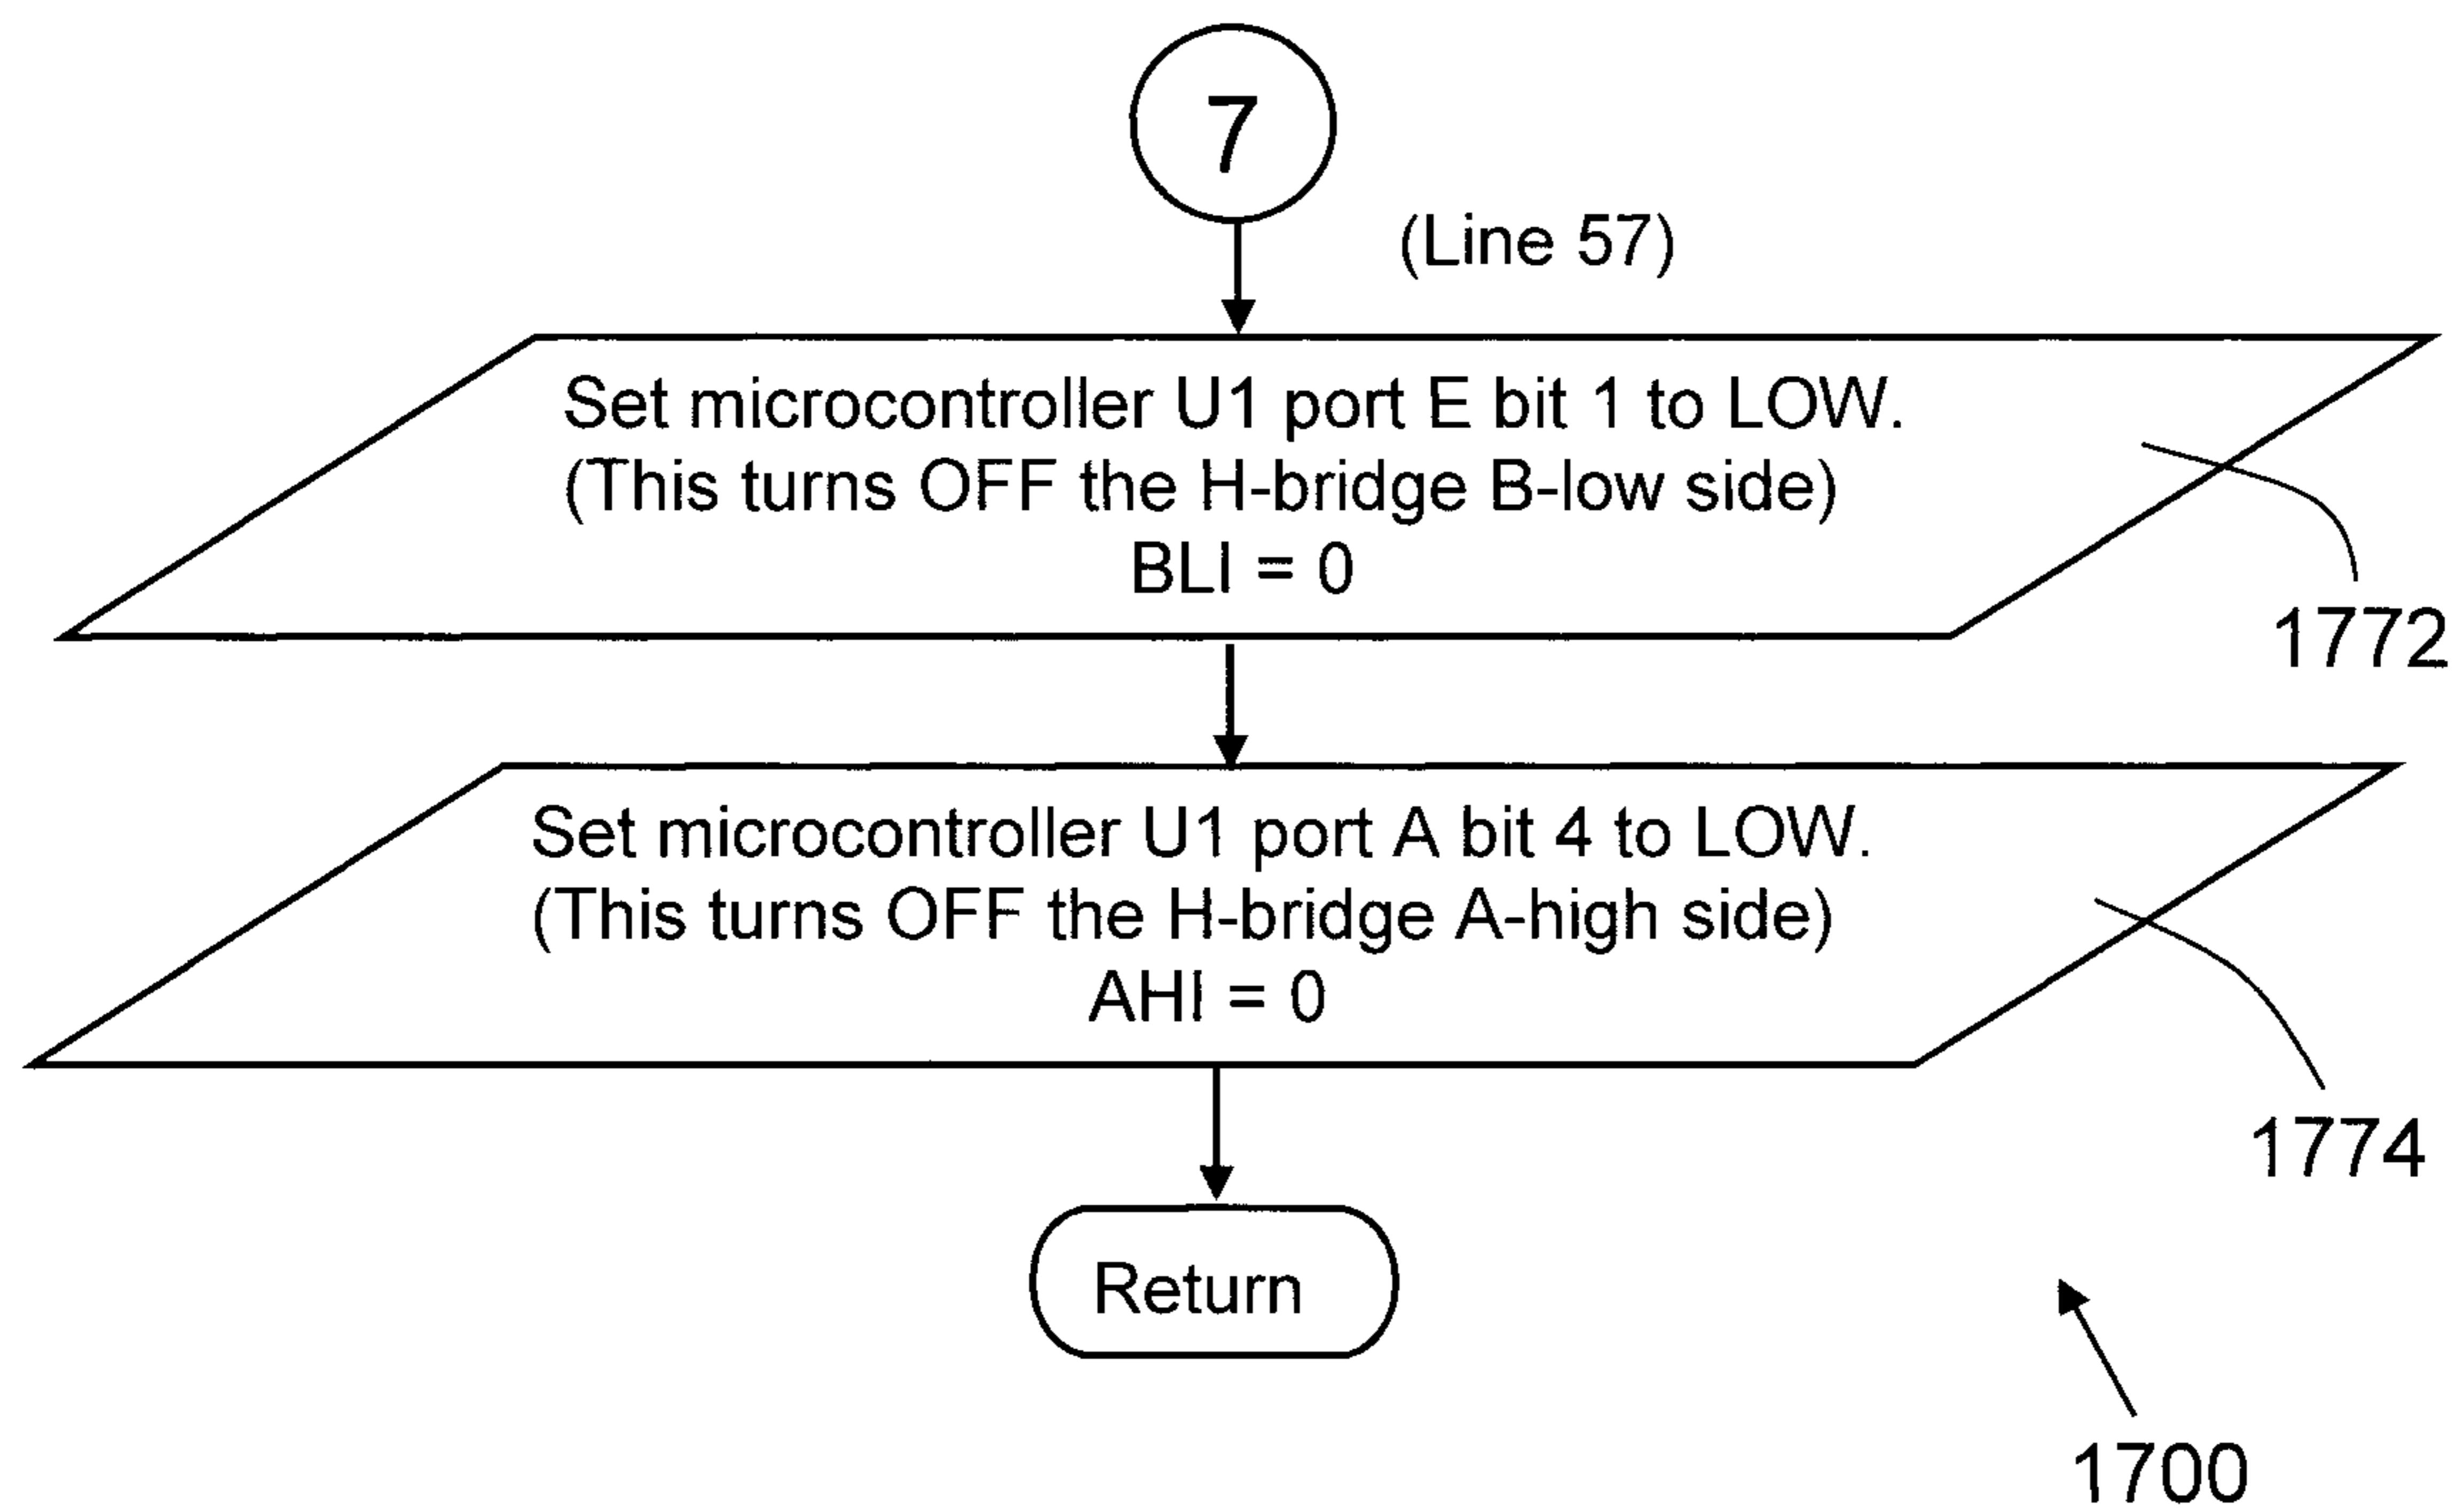 7
(Line 57)
Set microcontroller U1 port E bit 1 to LOW.
(This turns OFF the H-bridge B-low side)
BLI = 0
1772
Set microcontroller U1 port A bit 4 to LOW.
(This turns OFF the H-bridge A-high side)
AHI = 0
1774
Return
1700